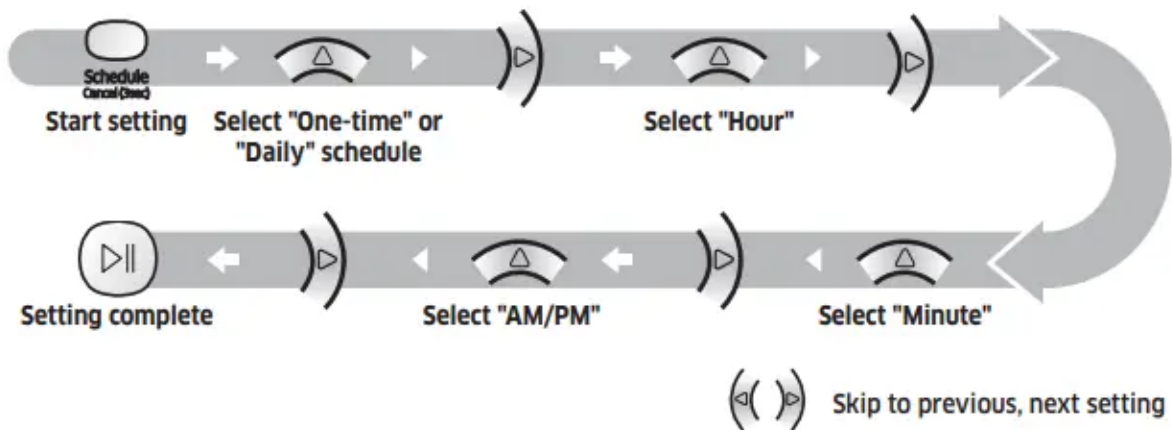 Schedule
Cancel(3sec)
Start setting
Select "One-time" or
"Daily" schedule
Select "Hour"
Setting complete
Select "AM/PM"
Select "Minute"
Skip to previous, next setting